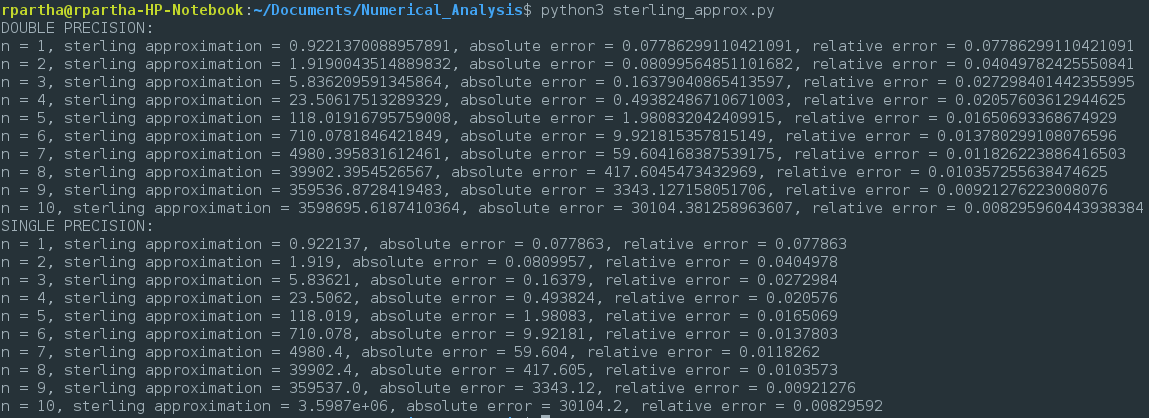 rpartha@rpartha-HP-Notebook:~/Documents/Numerical_Analysis$ python3 sterling_approx.py
DOUBLE PRECISION:
n = 1, sterling approximation = 0.9221370088957891, absolute error = 0.07786299110421091, relative error = 0.07786299110421091
n = 2, sterling approximation = 1.9190043514889832, absolute error = 0.08099564851101682, relative error = 0.04049782425550841
n = 3, sterling approximation = 5.836209591345864, absolute error = 0.16379040865413597, relative error = 0.027298401442355995
n = 4, sterling approximation = 23.50617513289329, absolute error = 0.49382486710671003, relative error = 0.02057603612944625
n = 5, sterling approximation = 118.01916795759008, absolute error = 1.980832042409915, relative error = 0.01650693368674929
n = 6, sterling approximation = 710.0781846421849, absolute error = 9.921815357815149, relative error = 0.013780299108076596
n = 7, sterling approximation = 4980.395831612461, absolute error = 59.604168387539175, relative error = 0.011826223886416503
n = 8, sterling approximation = 39902.3954526567, absolute error = 417.6045473432969, relative error = 0.010357255638474625
n = 9, sterling approximation = 359536.8728419483, absolute error = 3343.127158051706, relative error = 0.009212762230080​76
n = 10, sterling approximation = 3598695.6187410364, absolute error = 30104.381258963607, relative error = 0.008295960443938384
SINGLE PRECISION:
n = 1, sterling approximation = 0.922137, absolute error = 0.077863, relative error = 0.077863
n = 2, sterling approximation = 1.919, absolute error = 0.0809957, relative error = 0.0404978
n = 3, sterling approximation = 5.83621, absolute error = 0.16379, relative error = 0.0272984
n = 4, sterling approximation = 23.5062, absolute error = 0.493824, relative error = 0.020576
n = 5, sterling approximation = 118.019, absolute error = 1.98083, relative error = 0.0165069
n = 6, sterling approximation = 710.078, absolute error = 9.92181, relative error = 0.0137803
n = 7, sterling approximation = 4980.4, absolute error = 59.604, relative error = 0.0118262
n = 8, sterling approximation = 39902.4, absolute error = 417.605, relative error = 0.0103573
n = 9, sterling approximation = 359537.0, absolute error = 3343.12, relative error = 0.00921276
n = 10, sterling approximation = 3.5987e+06, absolute error = 30104.2, relative error = 0.00829592